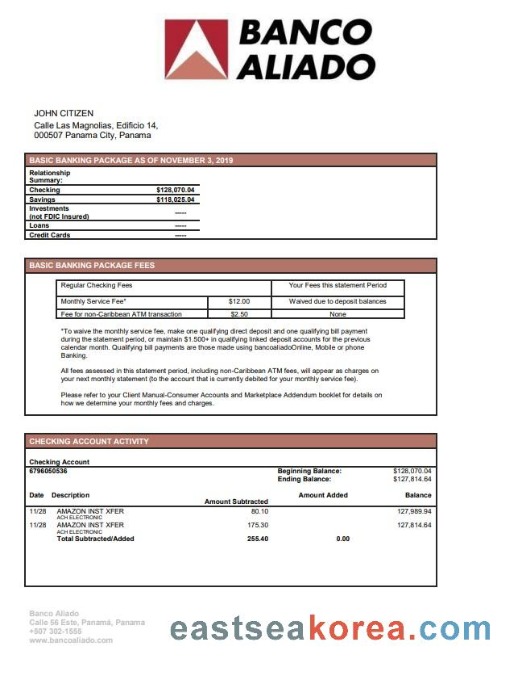 BANCO
ALIADO
JOHN CITIZEN
Calle Las Magnolias, Edificio 14,
000507 Panama City, Panama
BASIC BANKING PACKAGE AS OF NOVEMBER 3, 2019
Relationship
Summary:
Checking $128,070.04
Savings $118,025.04
Investments
(not FDIC Insured) -----
Loans -----
Credit Cards -----
BASIC BANKING PACKAGE FEES
Regular Checking Fees Your Fees this statement Period
Monthly Service Fee* $12.00 Waived due to deposit balances
Fee for non-Caribbean ATM transaction $2.50 None
*To waive the monthly service fee, make one qualifying direct deposit and one qualifying bill payment
during the statement period, or maintain $1.500+ in qualifying linked deposit accounts for the previous
calendar month. Qualifying bill payments are those made using bancoaliadoOnline, Mobile or phone
Banking.
All fees assessed in this statement period, including non-Caribbean ATM fees, will appear as charges on
your next monthly statement (to the account that is currently debited for your monthly service fee).
Please refer to your Client Manual-Consumer Accounts and Marketplace Addendum booklet for details on
how we determine your monthly fees and charges.
CHECKING ACCOUNT ACTIVITY
Checking Account
6796050536 Beginning Balance: $128,070.04
Ending Balance: $127,814.64
Date Description Amount Subtracted Amount Added Balance
11/28 AMAZON INST XFER 80.10 127,989.94
ACH ELECTRONIC
11/28 AMAZON INST XFER 175.30 127,814.64
ACH ELECTRONIC
Total Subtracted/Added 255.40 0.00
Banco Aliado
Calle 56 Este, Panamá, Panama
+507 302-1555
www.bancoaliado.com
eastseakorea.com